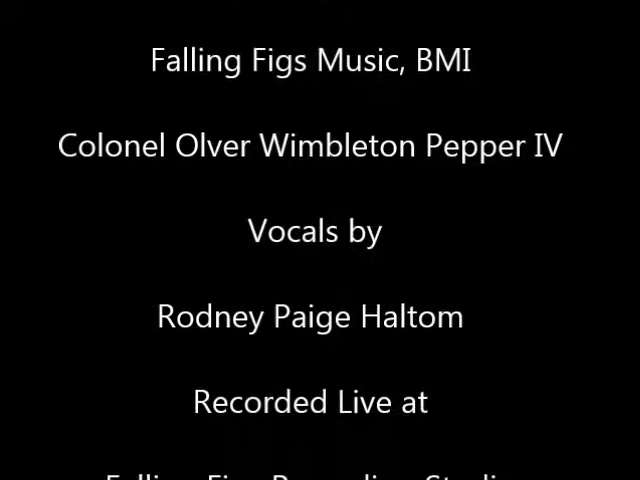 Falling Figs Music, BMI
Colonel Olver Wimbleton Pepper IV
Vocals by
Rodney Paige Haltom
Recorded Live at